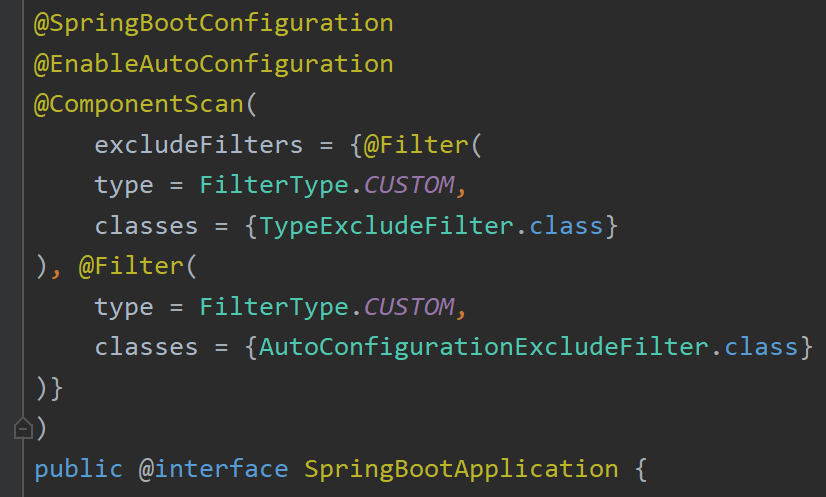 @SpringBootConfiguration
@EnableAutoConfiguration
@ComponentScan(
    excludeFilters = {@Filter(
    type = FilterType.CUSTOM,
    classes = {TypeExcludeFilter.class}
), @Filter(
    type = FilterType.CUSTOM,
    classes = {AutoConfigurationExcludeFilter.class}
)}
)
public @interface SpringBootApplication {